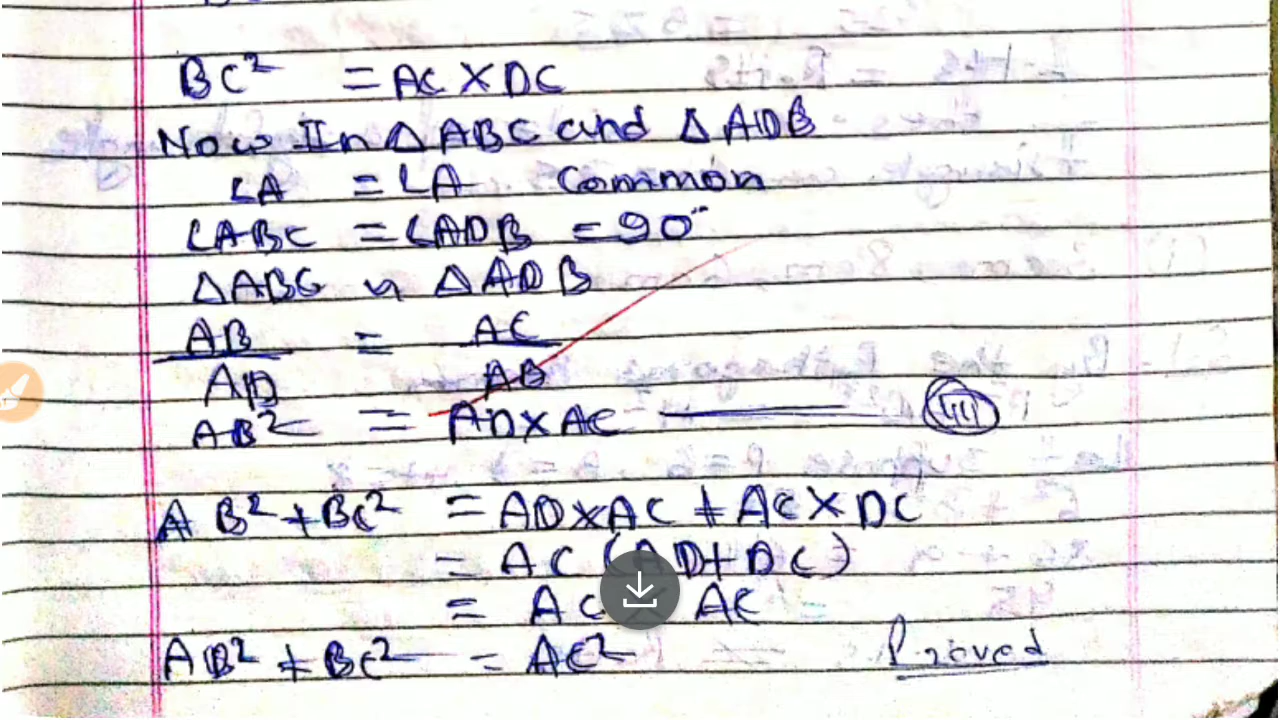 BC² = AC × DC
Now In △ ABC and △ ADB
∠A = ∠A Common
∠ABC = ∠ADB = 90°
△ABC ~ △ADB
AB/AD = AC/AB
AB² = AD×AC
AB²+BC² = AD×AC + AC×DC
= AC (AD+DC)
= AC × AC
AB² + BC² = AC² Proved